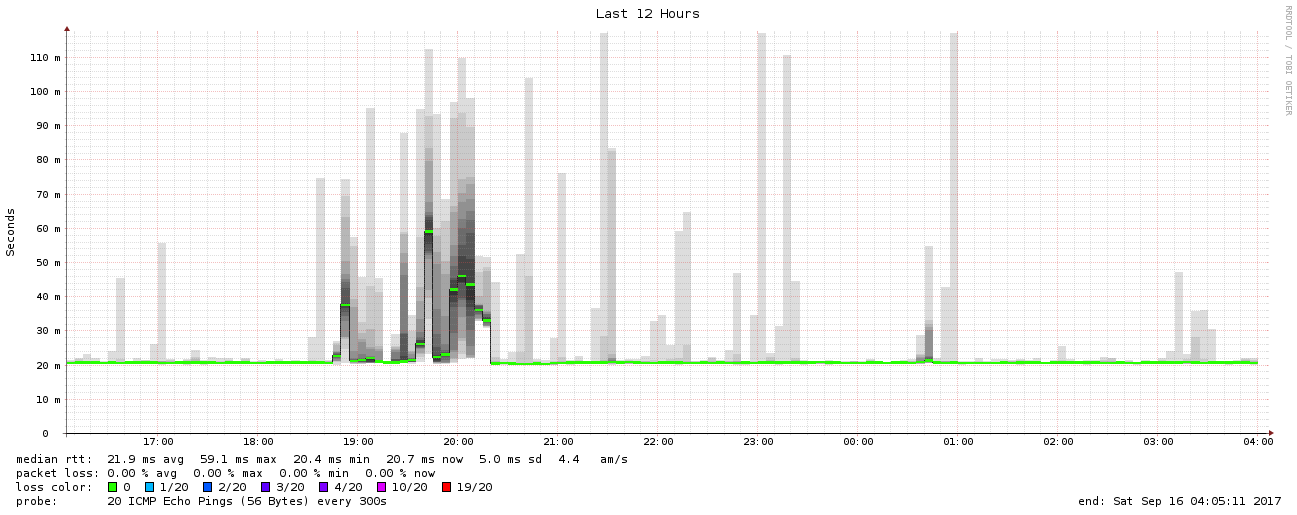 Last 12 Hours
RRDTOOL / TOBI OETIKER
Seconds
110 m
100 m
90 m
80 m
70 m
60 m
50 m
40 m
30 m
20 m
10 m
0
17:00 18:00 19:00 20:00 21:00 22:00 23:00 00:00 01:00 02:00 03:00 04:00
median rtt: 21.9 ms avg 59.1 ms max 20.4 ms min 20.7 ms now 5.0 ms sd 4.4 am/s
packet loss: 0.00 % avg 0.00 % max 0.00 % min 0.00 % now
loss color: 0 1/20 2/20 3/20 4/20 10/20 19/20
probe: 20 ICMP Echo Pings (56 Bytes) every 300s end: Sat Sep 16 04:05:11 2017